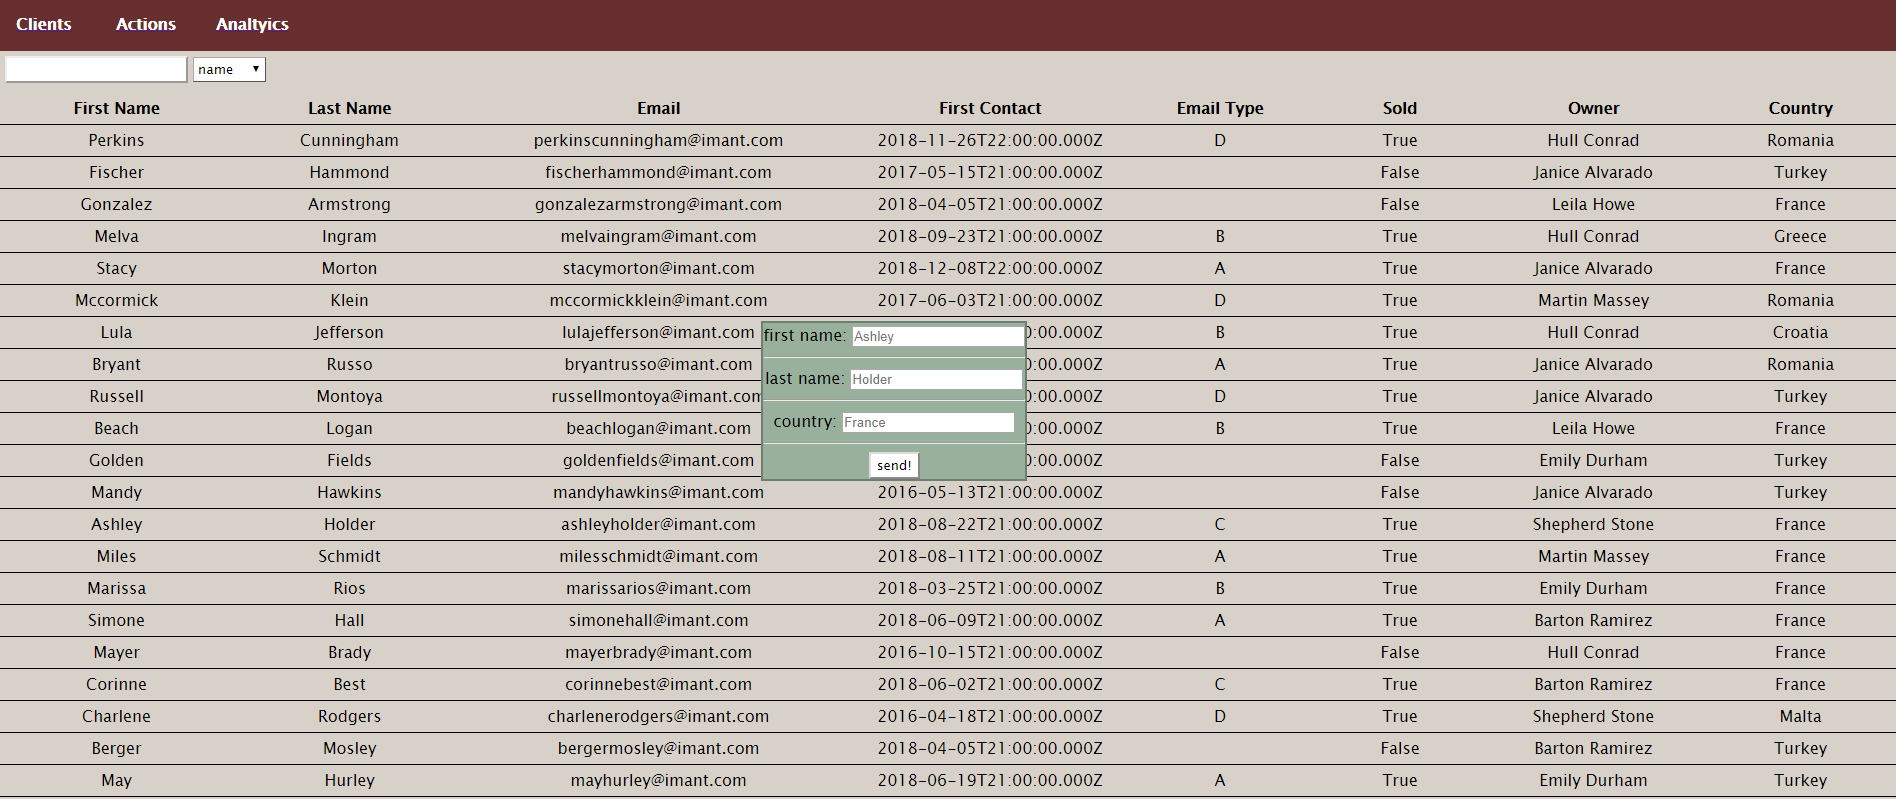 Clients Actions Analtyics
name
First Name Last Name Email First Contact Email Type Sold Owner Country
Perkins Cunningham perkinscunningham@imant.com 2018-11-26T22:00:00.000Z D True Hull Conrad Romania
Fischer Hammond fischerhammond@imant.com 2017-05-15T21:00:00.000Z False Janice Alvarado Turkey
Gonzalez Armstrong gonzalezarmstrong@imant.com 2018-04-05T21:00:00.000Z False Leila Howe France
Melva Ingram melvaingram@imant.com 2018-09-23T21:00:00.000Z B True Hull Conrad Greece
Stacy Morton stacymorton@imant.com 2018-12-08T22:00:00.000Z A True Janice Alvarado France
Mccormick Klein mccormickklein@imant.com 2017-06-03T21:00:00.000Z D True Martin Massey Romania
Lula Jefferson lulajefferson@imant.com 0:00.000Z B True Hull Conrad Croatia
first name: Ashley
Bryant Russo bryantrusso@imant.com 0:00.000Z A True Janice Alvarado Romania
last name: Holder
Russell Montoya russellmontoya@imant.com 0:00.000Z D True Janice Alvarado Turkey
country: France
Beach Logan beachlogan@imant.com 0:00.000Z B True Leila Howe France
Golden Fields goldenfields@imant.com 0:00.000Z False Emily Durham Turkey
send!
Mandy Hawkins mandyhawkins@imant.com 2016-05-13T21:00:00.000Z False Janice Alvarado Turkey
Ashley Holder ashleyholder@imant.com 2018-08-22T21:00:00.000Z C True Shepherd Stone France
Miles Schmidt milesschmidt@imant.com 2018-08-11T21:00:00.000Z A True Martin Massey France
Marissa Rios marissarios@imant.com 2018-03-25T21:00:00.000Z B True Emily Durham France
Simone Hall simonehall@imant.com 2018-06-09T21:00:00.000Z A True Barton Ramirez France
Mayer Brady mayerbrady@imant.com 2016-10-15T21:00:00.000Z False Hull Conrad France
Corinne Best corinnebest@imant.com 2018-06-02T21:00:00.000Z C True Barton Ramirez France
Charlene Rodgers charlenerodgers@imant.com 2016-04-18T21:00:00.000Z D True Shepherd Stone Malta
Berger Mosley bergermosley@imant.com 2018-04-05T21:00:00.000Z False Barton Ramirez Turkey
May Hurley mayhurley@imant.com 2018-06-19T21:00:00.000Z A True Emily Durham Turkey